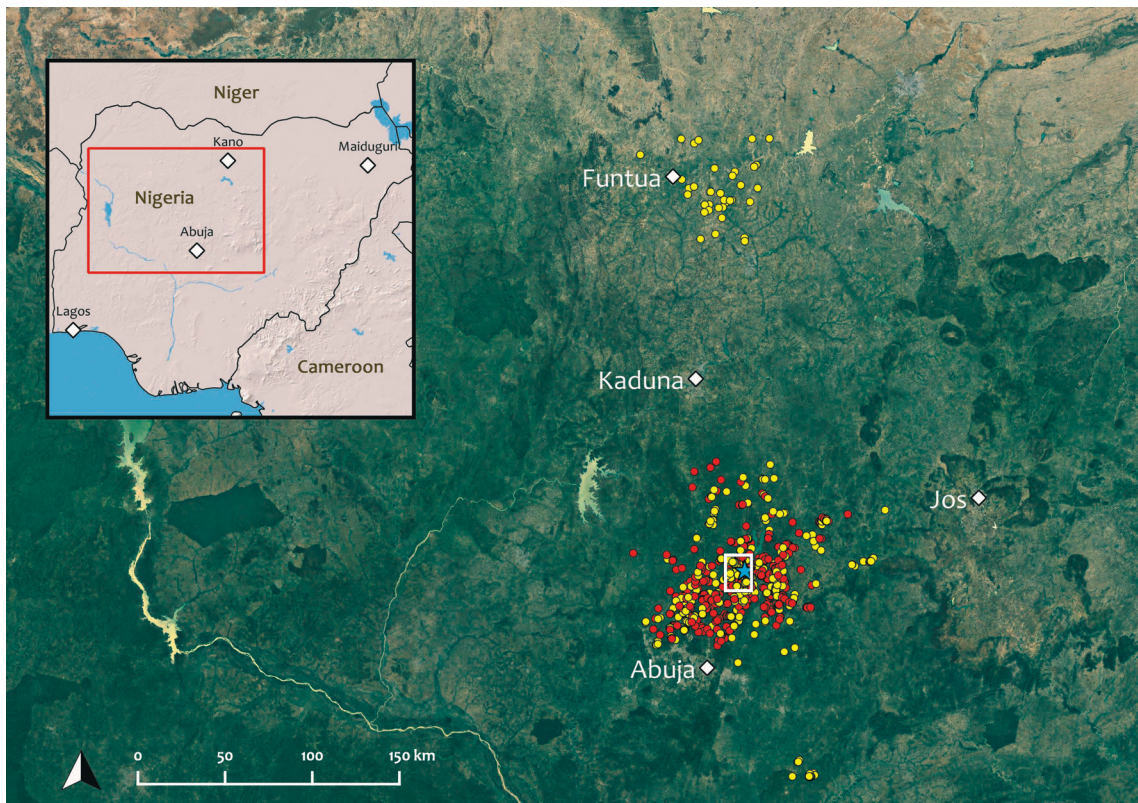 Niger
Kano
Maiduguri
Nigeria
Abuja
Lagos
Cameroon
Funtua
Kaduna
Jos
Abuja
0 50 100 150 km